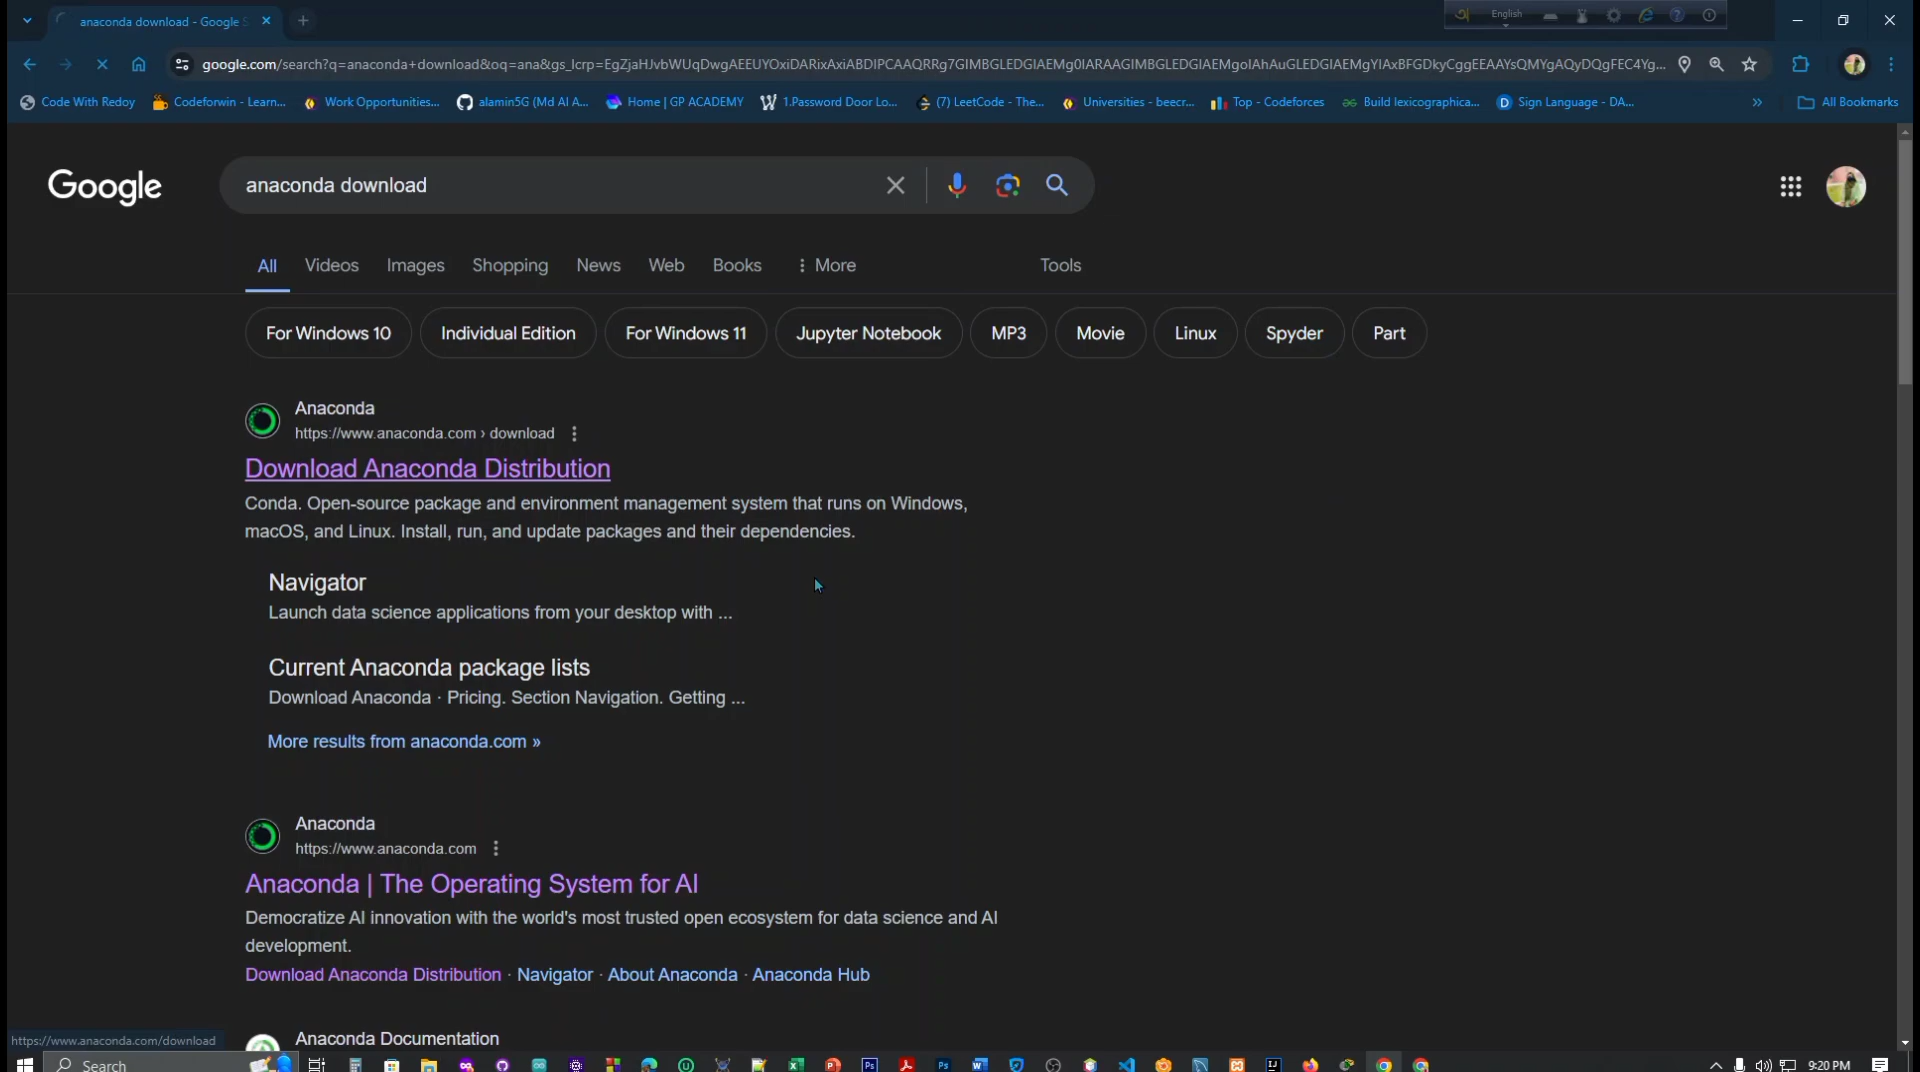 anaconda download - Google S
English
google.com/search?q=anaconda+download&oq=ana&gs_lcrp=EgZjaHJvbWUqDwgAEEUYOxiDARixAxiABDIPCAAQRRg7GIMBGLEDGIAEMg0IARAAGIMBGLEDGIAEMgoIAhAuGLEDGIAEMgYIAxBFGDkyCggEEAAYsQMYgAQyDQgFEC4Yg...
Code With Redoy
Codeforwin - Learn...
Work Opportunities...
alamin5G (Md Al A...
Home | GP ACADEMY
1.Password Door Lo...
(7) LeetCode - The...
Universities - beecr...
Top - Codeforces
Build lexicographica...
Sign Language - DA...
All Bookmarks
Google
anaconda download
All
Videos
Images
Shopping
News
Web
Books
More
Tools
For Windows 10
Individual Edition
For Windows 11
Jupyter Notebook
MP3
Movie
Linux
Spyder
Part
Anaconda
https://www.anaconda.com › download
Download Anaconda Distribution
Conda. Open-source package and environment management system that runs on Windows,
macOS, and Linux. Install, run, and update packages and their dependencies.
Navigator
Launch data science applications from your desktop with ...
Current Anaconda package lists
Download Anaconda · Pricing. Section Navigation. Getting ...
More results from anaconda.com »
Anaconda
https://www.anaconda.com
Anaconda | The Operating System for AI
Democratize AI innovation with the world's most trusted open ecosystem for data science and AI
development.
Download Anaconda Distribution · Navigator · About Anaconda · Anaconda Hub
Anaconda Documentation
https://www.anaconda.com/download
Search
9:20 PM